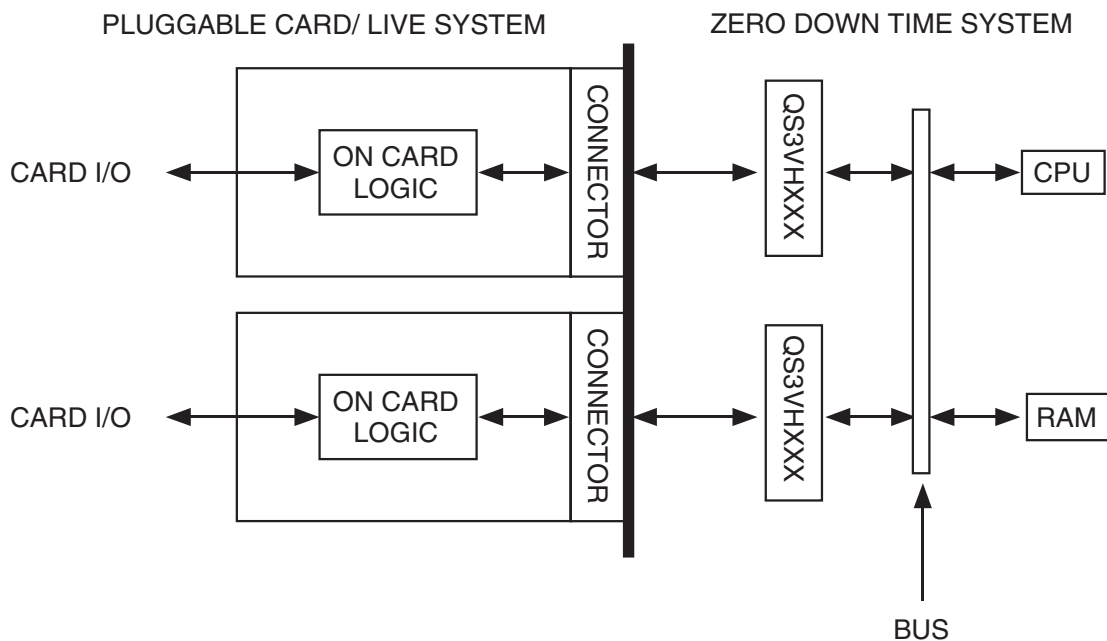 PLUGGABLE CARD/ LIVE SYSTEM
ZERO DOWN TIME SYSTEM
CARD I/O
ON CARD
LOGIC
CONNECTOR
QS3VHXXX
CPU
CARD I/O
ON CARD
LOGIC
CONNECTOR
QS3VHXXX
RAM
BUS